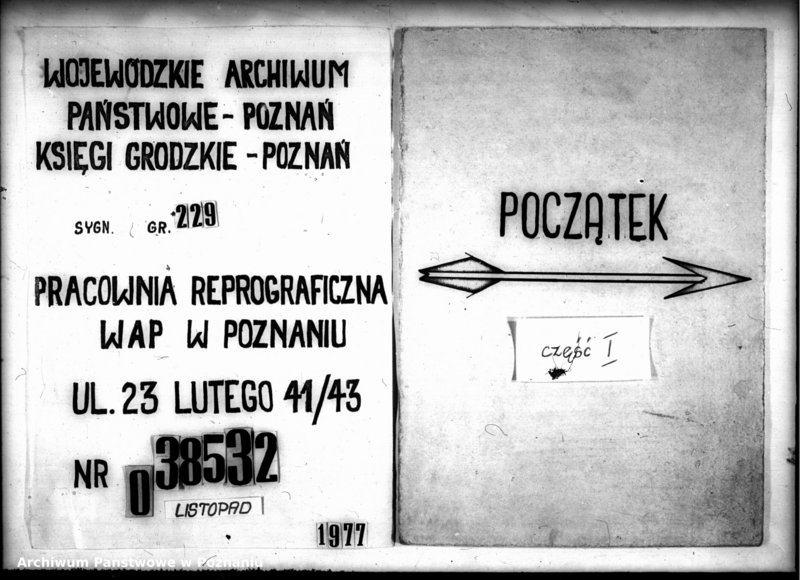 WOJEWÓDZKIE ARCHIWUM
PAŃSTWOWE - POZNAŃ
KSIĘGI GRODZKIE - POZNAŃ
SYGN. GR. 229
PRACOWNIA REPROGRAFICZNA
WAP W POZNANIU
UL. 23 LUTEGO 41/43
NR 038532
LISTOPAD
1977
POCZĄTEK
część I
Archiwum Państwowe w Poznaniu